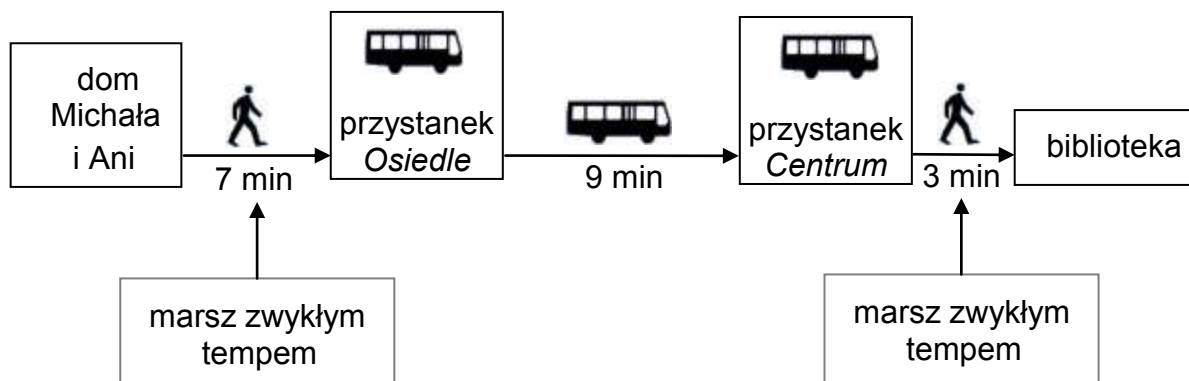 dom
Michała
i Ani
7 min
przystanek
Osiedle
9 min
przystanek
Centrum
3 min
biblioteka
marsz zwykłym
tempem
marsz zwykłym
tempem